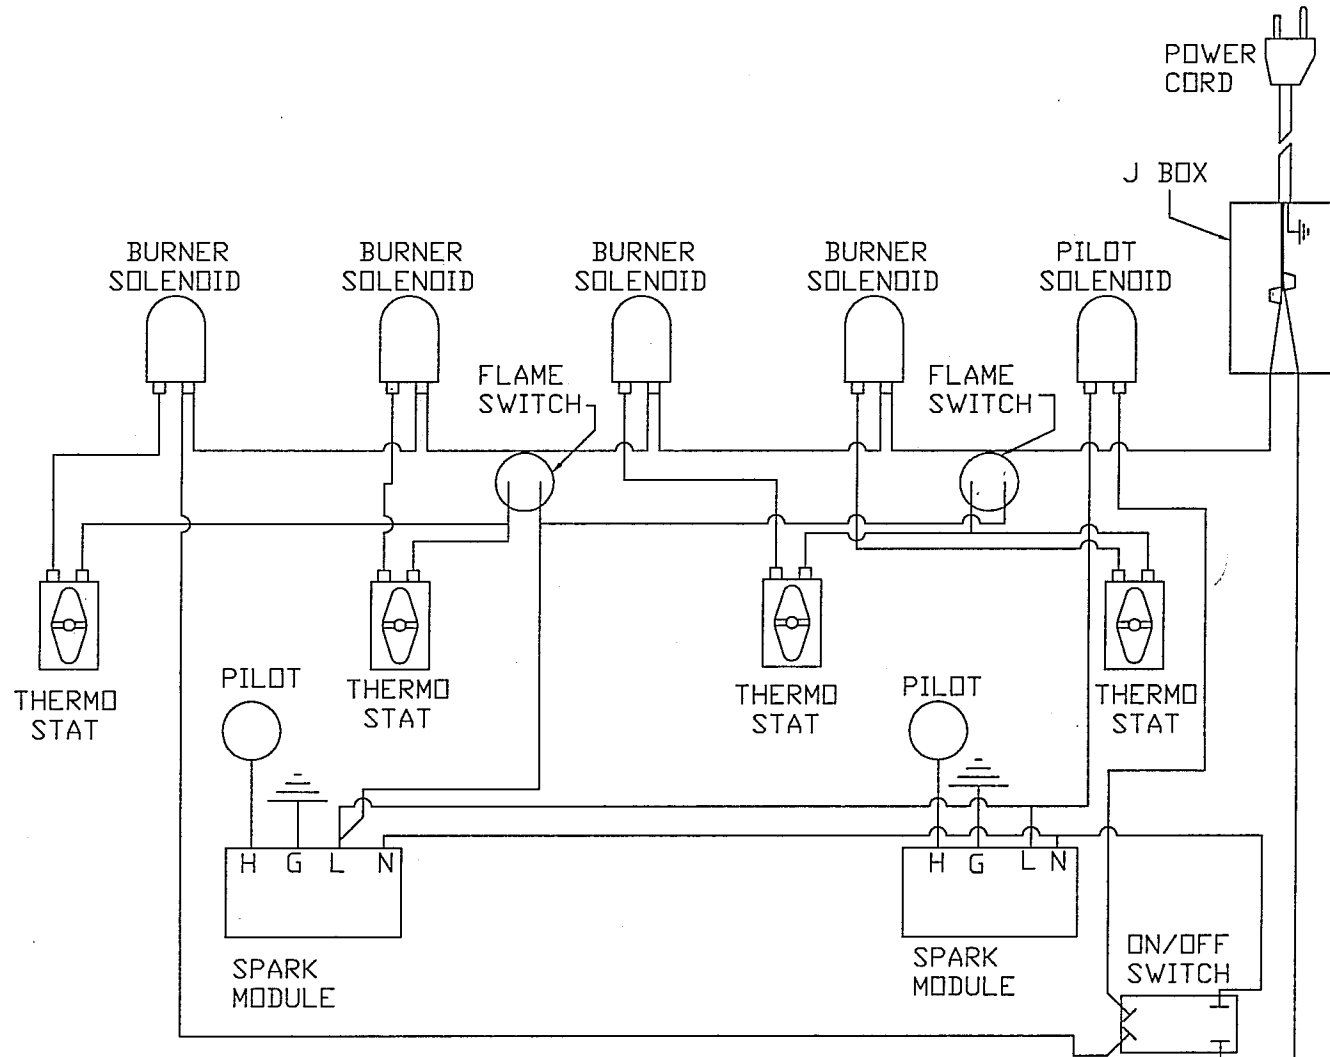 POWER
CORD
J BOX
BURNER
SOLENOID
BURNER
SOLENOID
BURNER
SOLENOID
BURNER
SOLENOID
PILOT
SOLENOID
FLAME
SWITCH
FLAME
SWITCH
THERMO
STAT
THERMO
STAT
THERMO
STAT
THERMO
STAT
PILOT
PILOT
H G L N
H G L N
SPARK
MODULE
SPARK
MODULE
ON/OFF
SWITCH